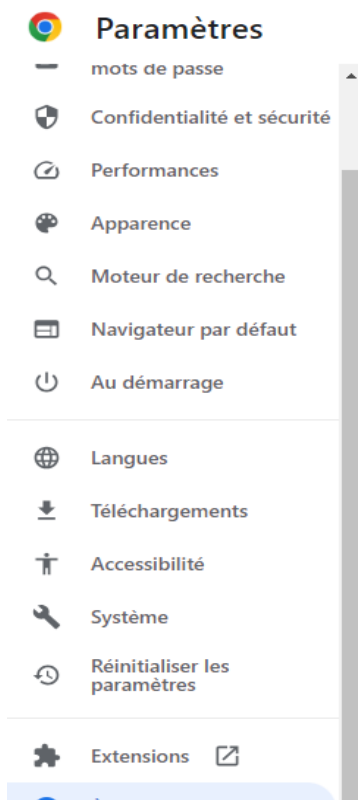 Paramètres
mots de passe
Confidentialité et sécurité
Performances
Apparence
Moteur de recherche
Navigateur par défaut
Au démarrage
Langues
Téléchargements
Accessibilité
Système
Réinitialiser les
paramètres
Extensions